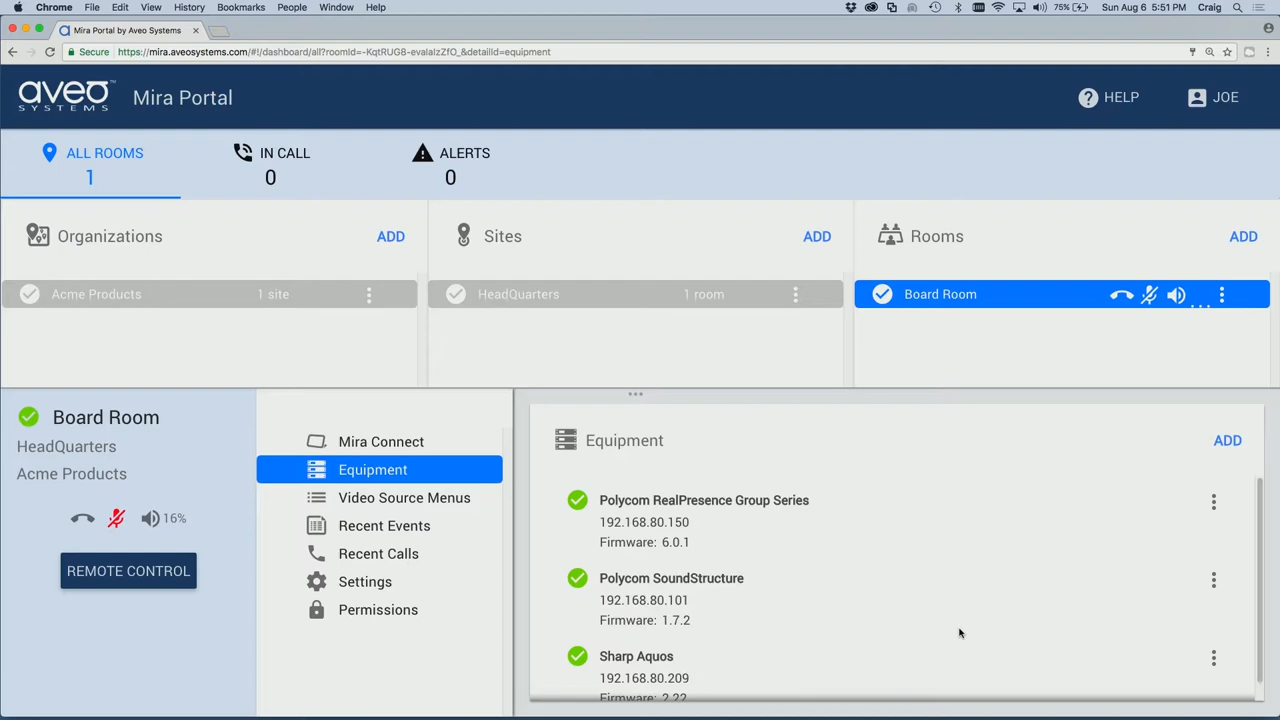 Chrome File Edit View History Bookmarks People Window Help 75% Sun Aug 6 5:51 PM Craig
Mira Portal by Aveo Systems
Secure https://mira.aveosystems.com/#!/dashboard/all?roomId=-KqtRUG8-evaIaIzZfO_&detailId=equipment
aveo SYSTEMS™ Mira Portal HELP JOE
ALL ROOMS IN CALL ALERTS
1 0 0
Organizations ADD Sites ADD Rooms ADD
Acme Products 1 site HeadQuarters 1 room Board Room
Board Room
HeadQuarters
Acme Products
16%
REMOTE CONTROL
Mira Connect
Equipment
Video Source Menus
Recent Events
Recent Calls
Settings
Permissions
Equipment ADD
Polycom RealPresence Group Series
192.168.80.150
Firmware: 6.0.1
Polycom SoundStructure
192.168.80.101
Firmware: 1.7.2
Sharp Aquos
192.168.80.209
Firmware: 2.22